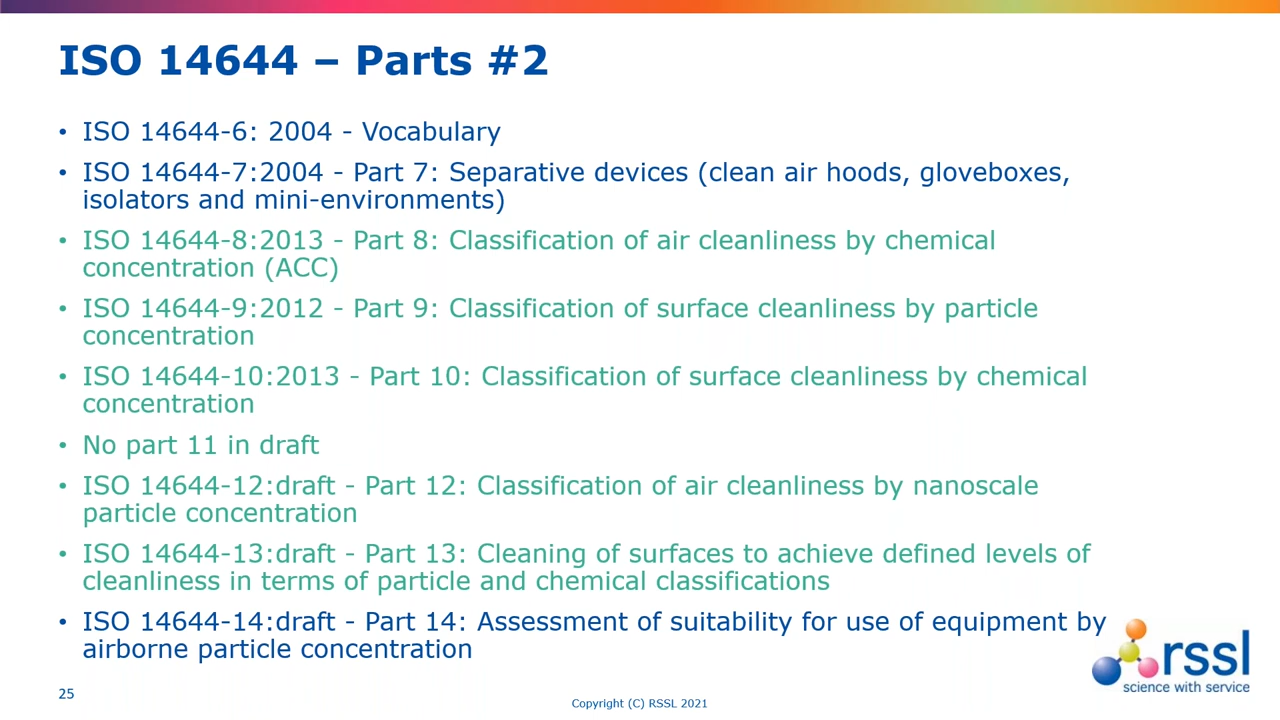 ISO 14644 – Parts #2
• ISO 14644-6: 2004 - Vocabulary
• ISO 14644-7:2004 - Part 7: Separative devices (clean air hoods, gloveboxes,
isolators and mini-environments)
• ISO 14644-8:2013 - Part 8: Classification of air cleanliness by chemical
concentration (ACC)
• ISO 14644-9:2012 - Part 9: Classification of surface cleanliness by particle
concentration
• ISO 14644-10:2013 - Part 10: Classification of surface cleanliness by chemical
concentration
• No part 11 in draft
• ISO 14644-12:draft - Part 12: Classification of air cleanliness by nanoscale
particle concentration
• ISO 14644-13:draft - Part 13: Cleaning of surfaces to achieve defined levels of
cleanliness in terms of particle and chemical classifications
• ISO 14644-14:draft - Part 14: Assessment of suitability for use of equipment by
airborne particle concentration
rssl
science with service
25
Copyright (C) RSSL 2021